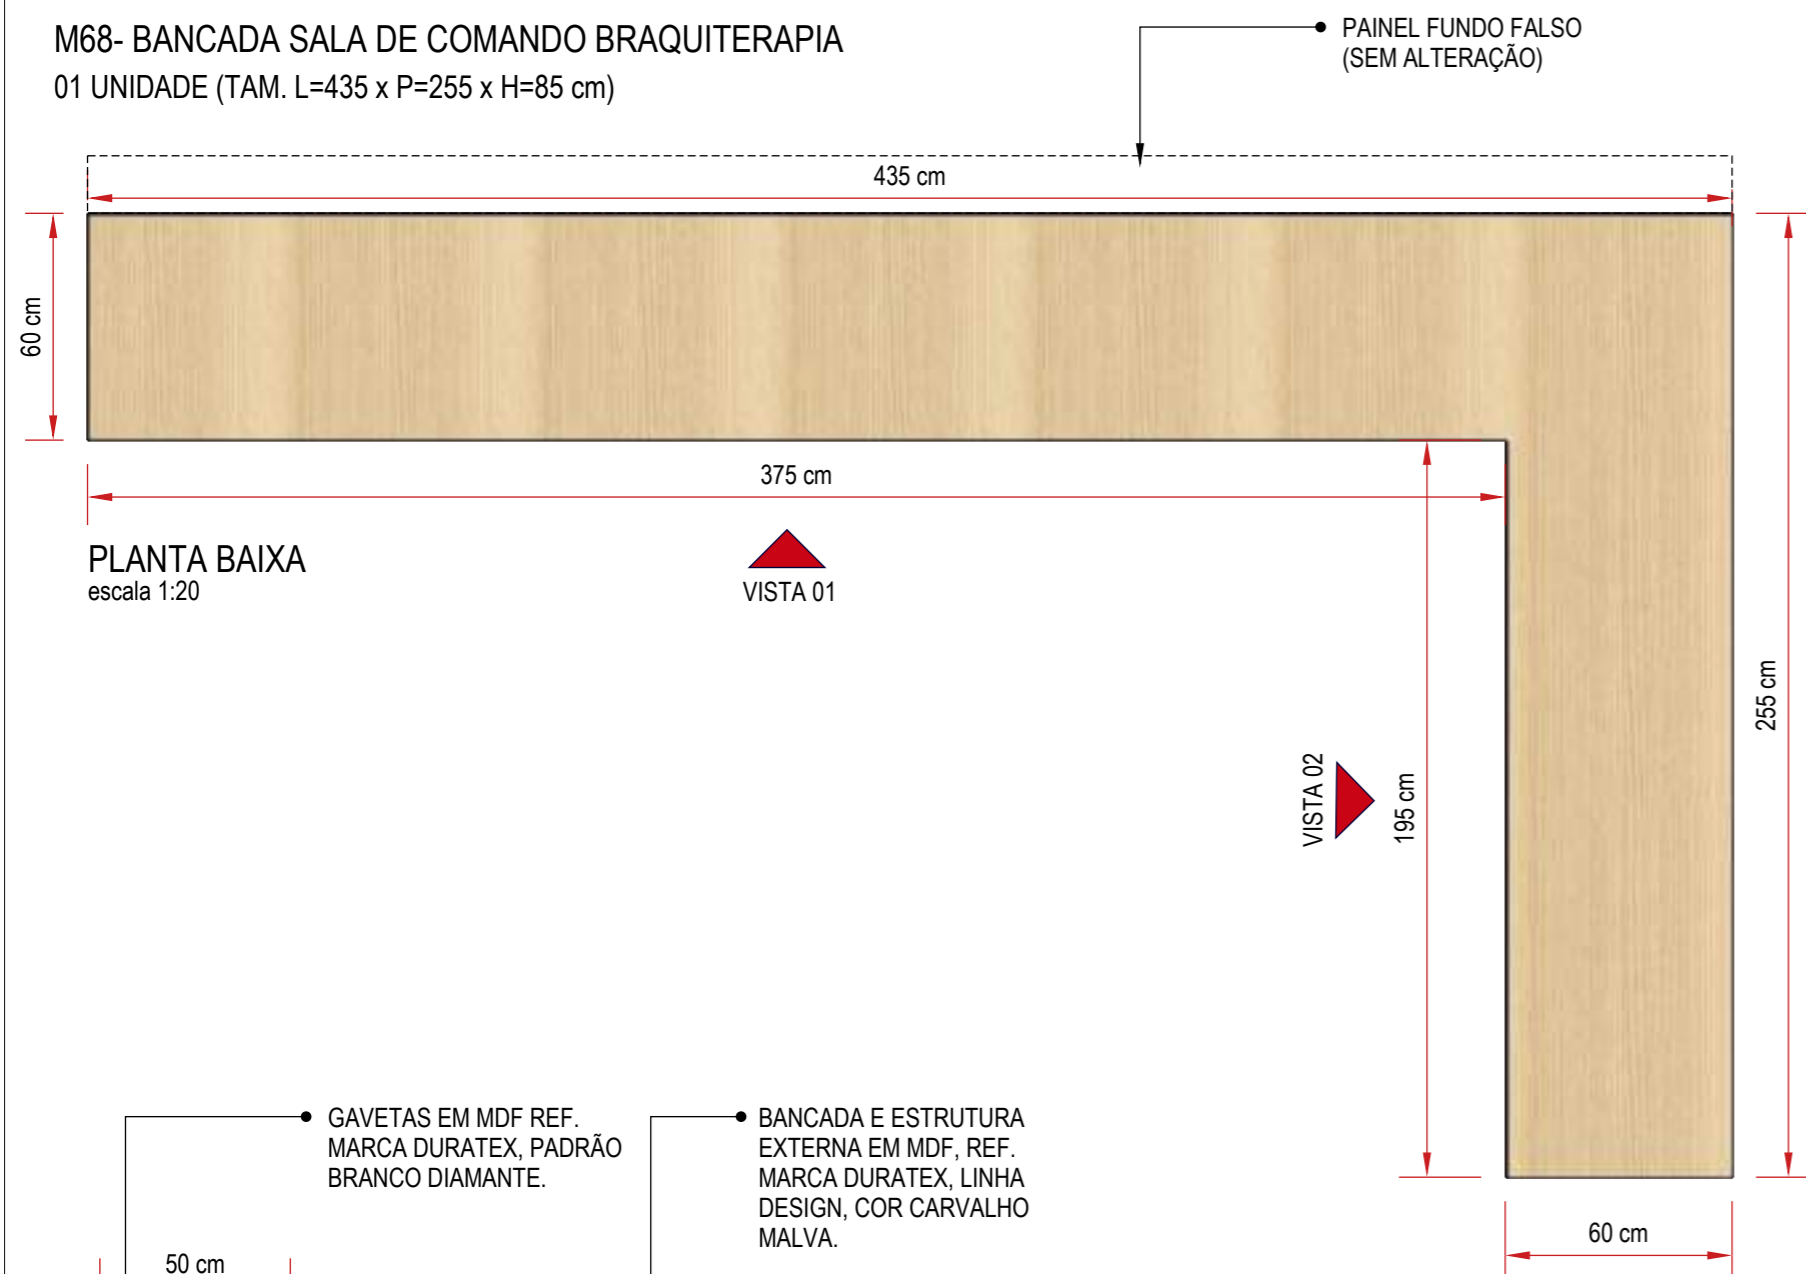 M68- BANCADA SALA DE COMANDO BRAQUITERAPIA
01 UNIDADE (TAM. L=435 x P=255 x H=85 cm)
PAINEL FUNDO FALSO
(SEM ALTERAÇÃO)
435 cm
60 cm
375 cm
PLANTA BAIXA
escala 1:20
VISTA 01
VISTA 02
195 cm
255 cm
GAVETAS EM MDF REF.
MARCA DURATEX, PADRÃO
BRANCO DIAMANTE.
BANCADA E ESTRUTURA
EXTERNA EM MDF, REF.
MARCA DURATEX, LINHA
DESIGN, COR CARVALHO
MALVA.
60 cm
50 cm